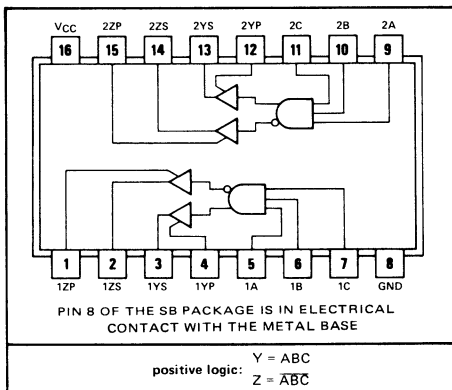 VCC 2ZP 2ZS 2YS 2YP 2C 2B 2A
16 15 14 13 12 11 10 9
1 2 3 4 5 6 7 8
1ZP 1ZS 1YS 1YP 1A 1B 1C GND
PIN 8 OF THE SB PACKAGE IS IN ELECTRICAL
CONTACT WITH THE METAL BASE
positive logic: Y = ABC
Z = A̅B̅C̅